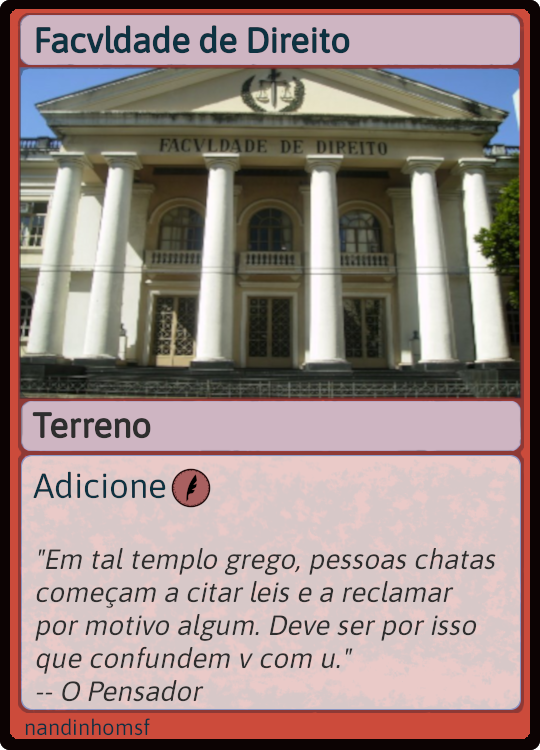 Facvldade de Direito
FACVLDADE DE DIREITO
Terreno
Adicione
"Em tal templo grego, pessoas chatas
começam a citar leis e a reclamar
por motivo algum. Deve ser por isso
que confundem v com u."
-- O Pensador
nandinhomsf